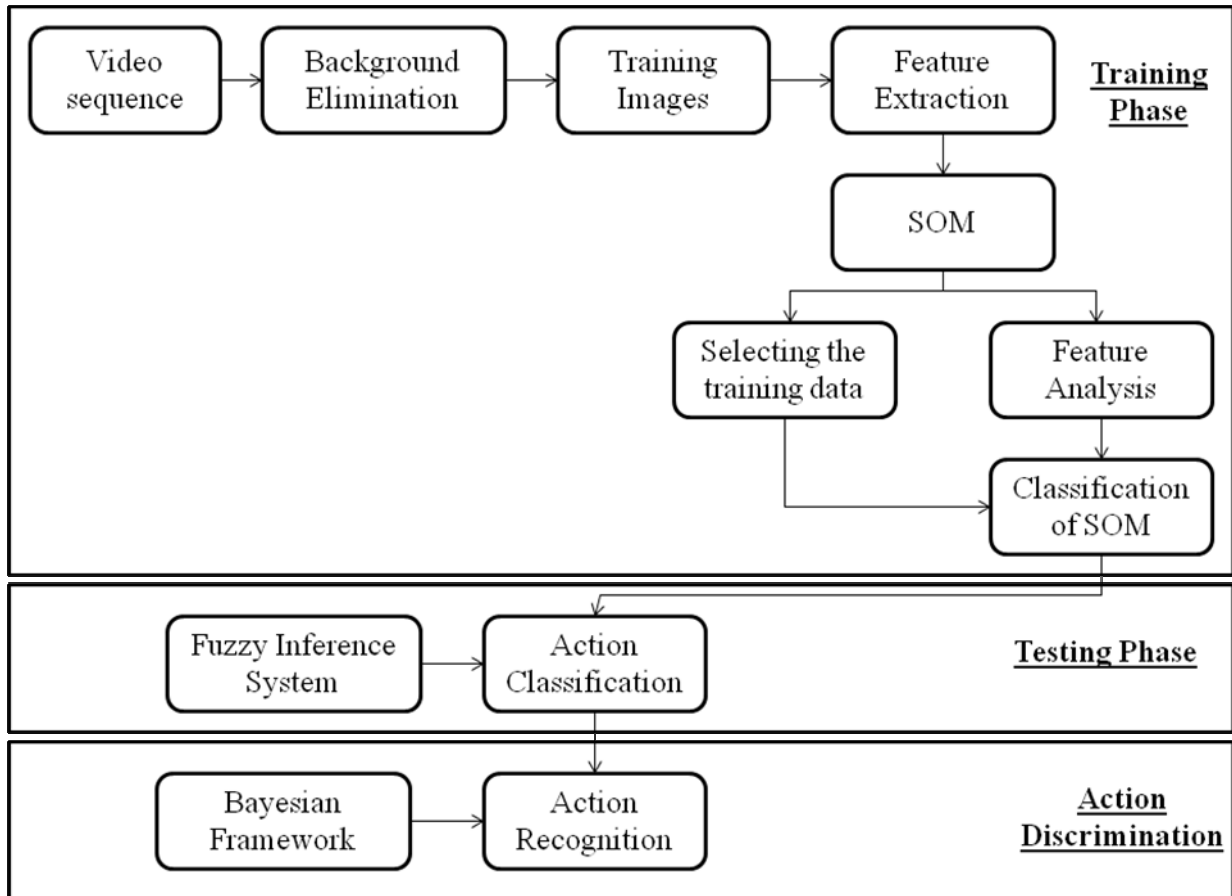 Video
sequence
Background
Elimination
Training
Images
Feature
Extraction
Training
Phase
SOM
Selecting the
training data
Feature
Analysis
Classification
of SOM
Fuzzy Inference
System
Action
Classification
Testing Phase
Bayesian
Framework
Action
Recognition
Action
Discrimination